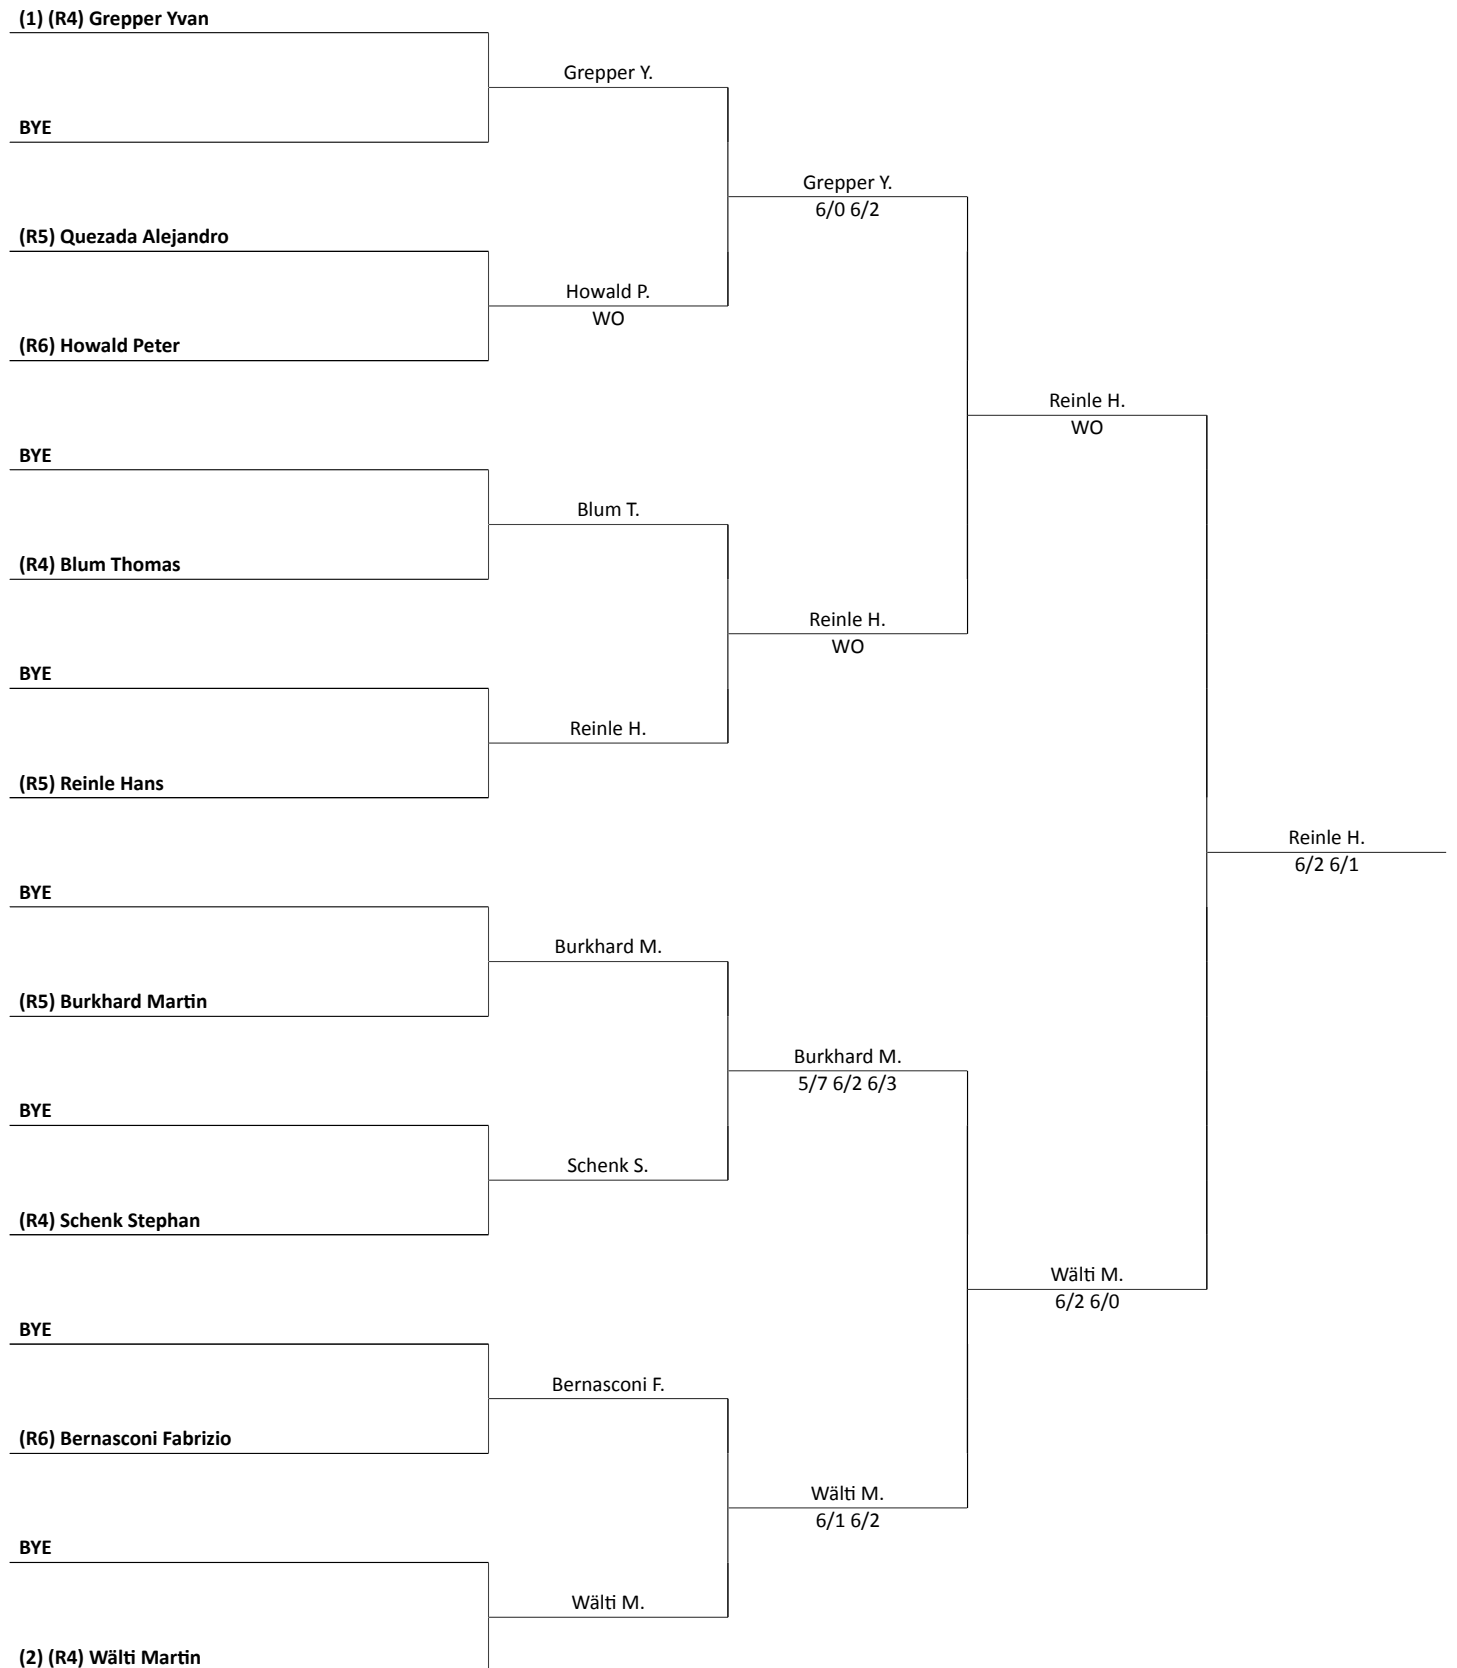 (1) (R4) Grepper Yvan
Grepper Y.
BYE
Grepper Y.
6/0 6/2
(R5) Quezada Alejandro
Howald P.
WO
(R6) Howald Peter
Reinle H.
WO
BYE
Blum T.
(R4) Blum Thomas
Reinle H.
WO
BYE
Reinle H.
(R5) Reinle Hans
Reinle H.
6/2 6/1
BYE
Burkhard M.
(R5) Burkhard Martin
Burkhard M.
5/7 6/2 6/3
BYE
Schenk S.
(R4) Schenk Stephan
Wälti M.
6/2 6/0
BYE
Bernasconi F.
(R6) Bernasconi Fabrizio
Wälti M.
6/1 6/2
BYE
Wälti M.
(2) (R4) Wälti Martin